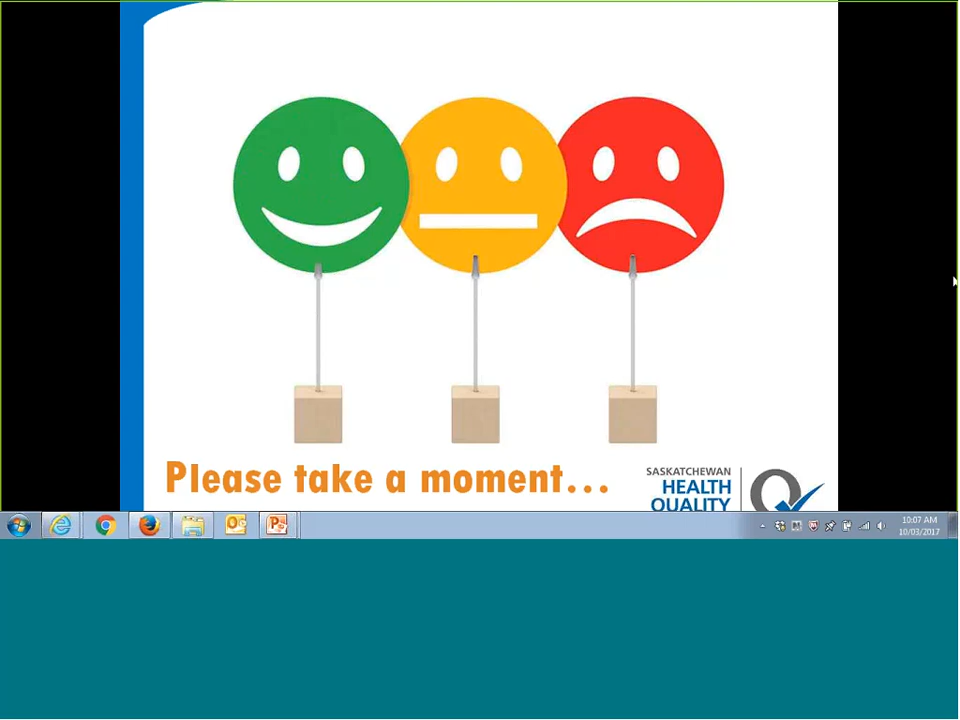 Please take a moment...
SASKATCHEWAN
HEALTH
QUALITY
10:07 AM
10/03/2017